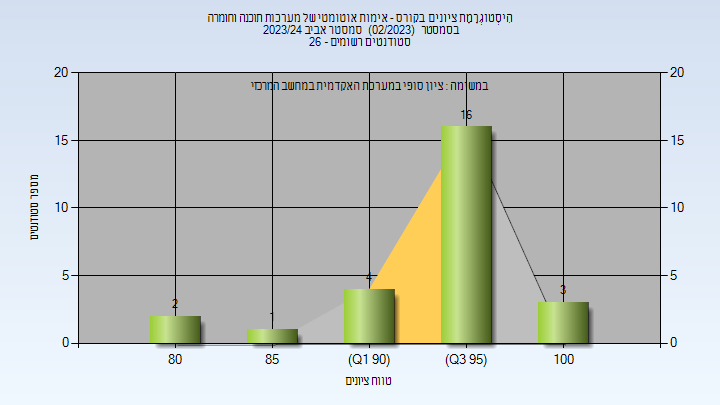 הִיסְטוֹגְרָמַת ציונים בקורס - אימות אוטומטי של מערכות תוכנה וחומרה
בסמסטר (02/2023) סמסטר אביב 2023/24
סטודנטים רשומים - 26
במשימה : ציון סופי במערכת האקדמית במחשב המרכזי
מספר סטודנטים
20 20
15 15
10 10
5 5
0 0
2 1 4 16 3
80 85 (Q1 90) (Q3 95) 100
טווח ציונים